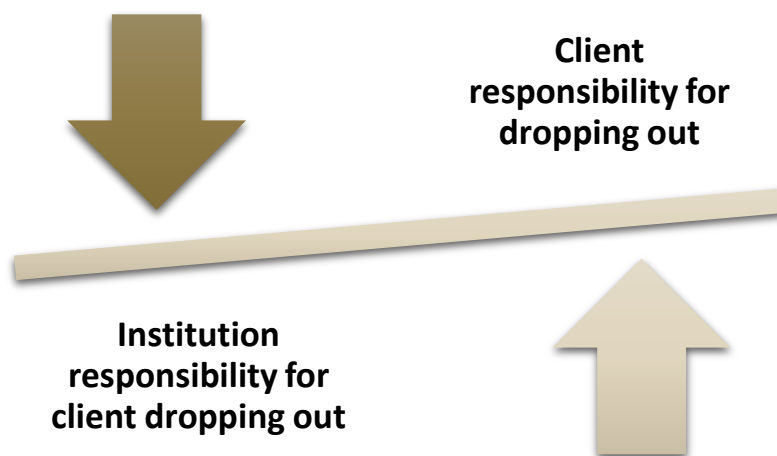 Client
responsibility for
dropping out
Institution
responsibility for
client dropping out